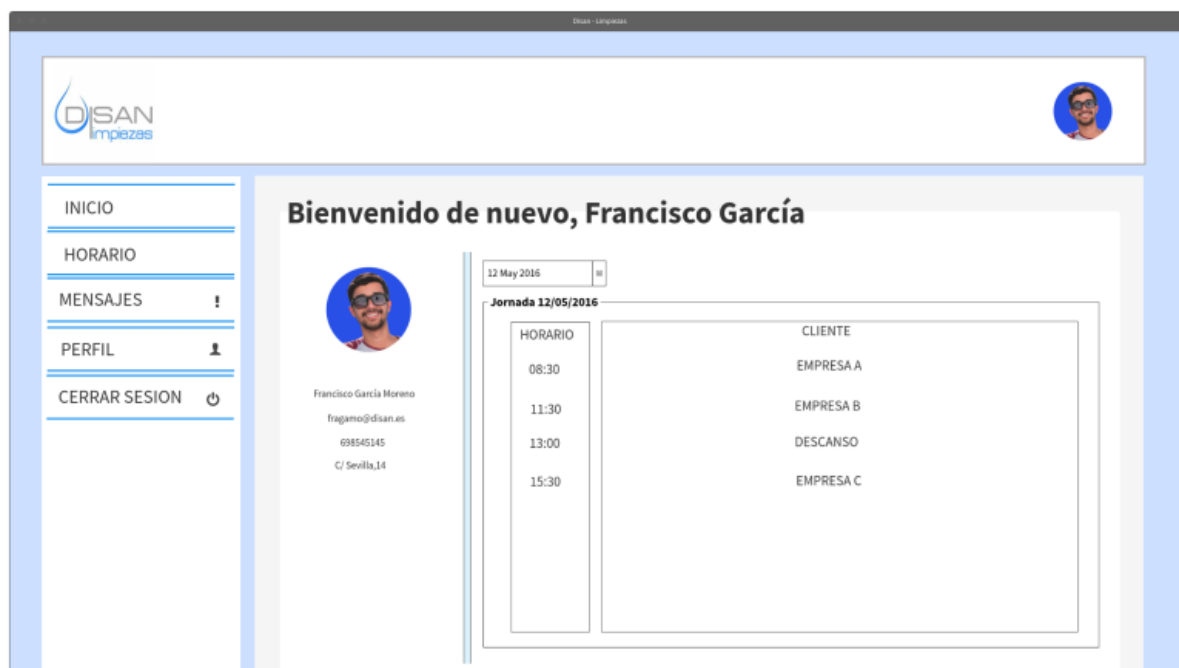 Disan - Limpiezas
DISAN
limpiezas
INICIO
HORARIO
MENSAJES !
PERFIL
CERRAR SESION
Bienvenido de nuevo, Francisco García
Francisco García Moreno
fragamo@disan.es
698545145
C/ Sevilla,14
12 May 2016
Jornada 12/05/2016
HORARIO CLIENTE
08:30 EMPRESA A
11:30 EMPRESA B
13:00 DESCANSO
15:30 EMPRESA C